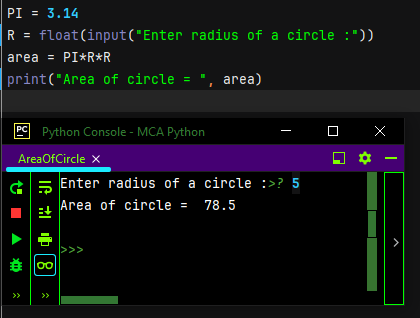 PI = 3.14
R = float(input("Enter radius of a circle :"))
area = PI*R*R
print("Area of circle = ", area)
PC Python Console - MCA Python
AreaOfCircle
Enter radius of a circle :>? 5
Area of circle =  78.5
>>>